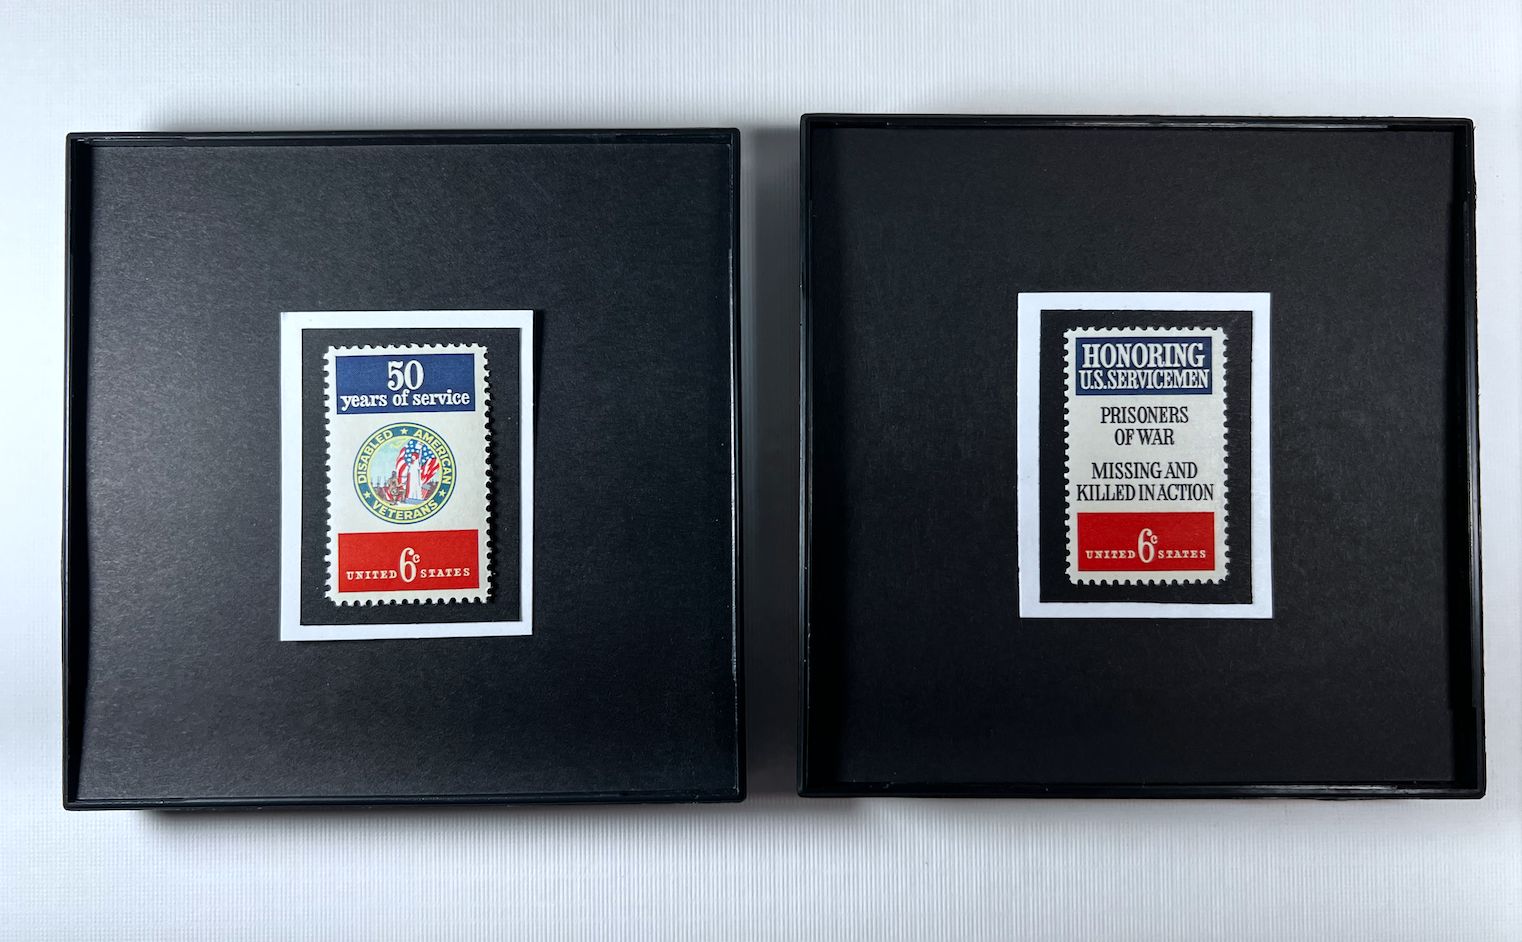 50
years of service
DISABLED ★ AMERICAN
★ VETERANS ★
6c
UNITED STATES
HONORING
U.S. SERVICEMEN
PRISONERS
OF WAR
MISSING AND
KILLED IN ACTION
6c
UNITED STATES